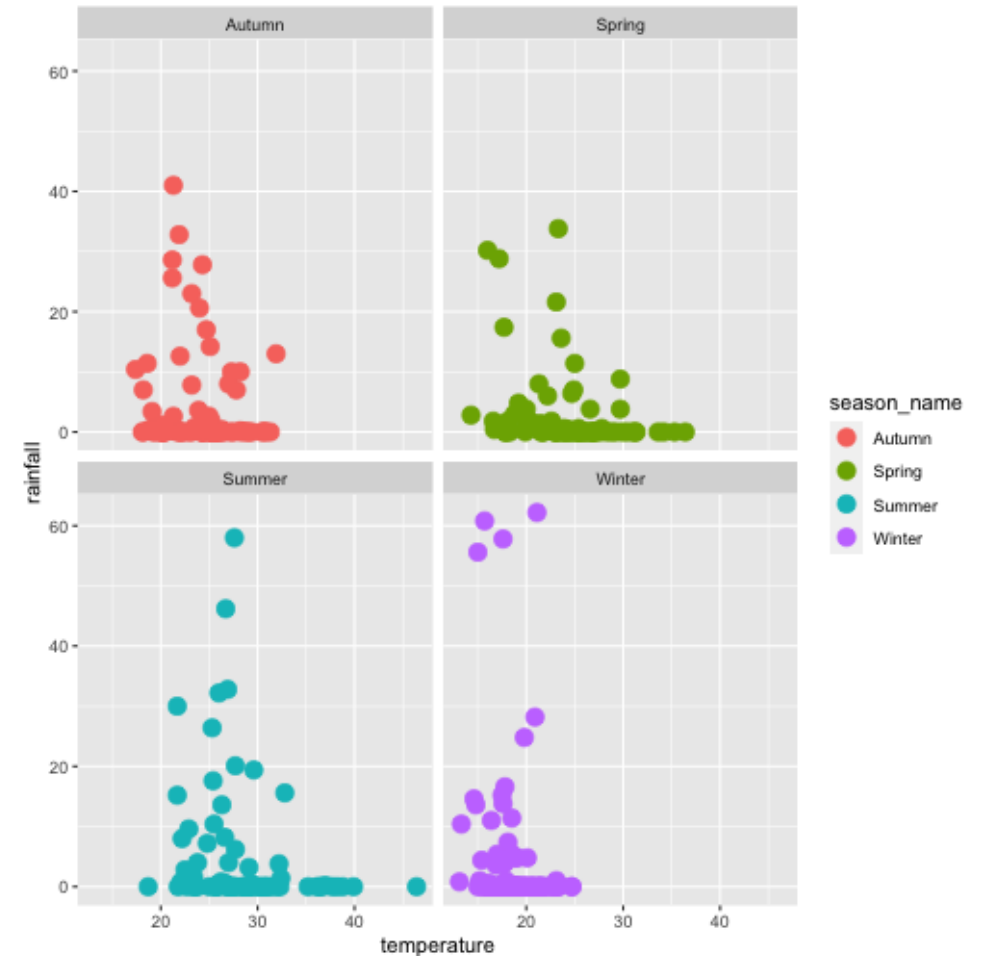 Autumn Spring
60
40
20
0
rainfall
Summer Winter
60
40
20
0
20 30 40 20 30 40
temperature
season_name
Autumn
Spring
Summer
Winter